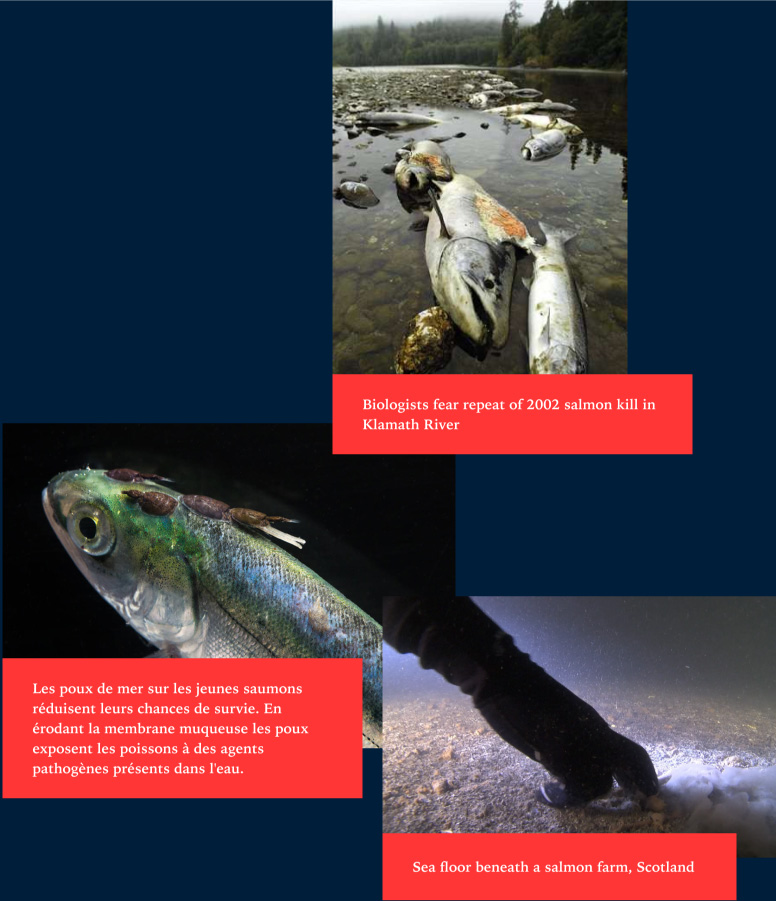 Biologists fear repeat of 2002 salmon kill in
Klamath River
Les poux de mer sur les jeunes saumons
réduisent leurs chances de survie. En
érodant la membrane muqueuse les poux
exposent les poissons à des agents
pathogènes présents dans l'eau.
Sea floor beneath a salmon farm, Scotland